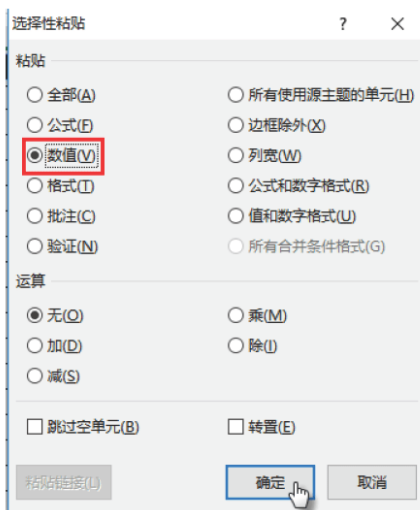 选择性粘贴 ? ×
粘贴
全部(A) 所有使用源主题的单元(H)
公式(F) 边框除外(X)
数值(V) 列宽(W)
格式(T) 公式和数字格式(R)
批注(C) 值和数字格式(U)
验证(N) 所有合并条件格式(G)
运算
无(O) 乘(M)
加(D) 除(I)
减(S)
跳过空单元(B) 转置(E)
粘贴链接(L) 确定 取消